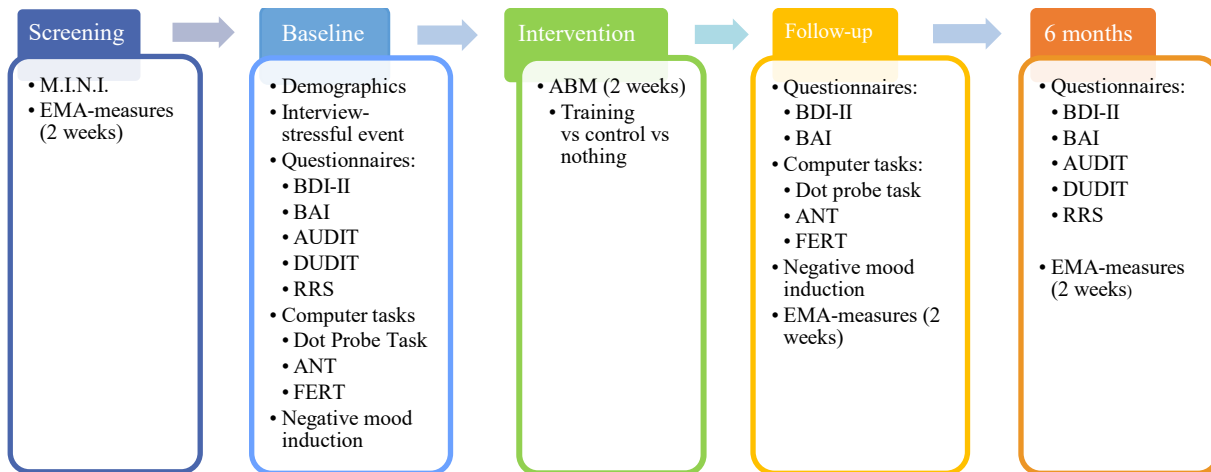 Screening
• M.I.N.I.
• EMA-measures
(2 weeks)
Baseline
• Demographics
• Interview-
stressful event
• Questionnaires:
• BDI-II
• BAI
• AUDIT
• DUDIT
• RRS
• Computer tasks
• Dot Probe Task
• ANT
• FERT
• Negative mood
induction
Intervention
• ABM (2 weeks)
• Training
vs control vs
nothing
Follow-up
• Questionnaires:
• BDI-II
• BAI
• Computer tasks:
• Dot probe task
• ANT
• FERT
• Negative mood
induction
• EMA-measures (2
weeks)
6 months
• Questionnaires:
• BDI-II
• BAI
• AUDIT
• DUDIT
• RRS
• EMA-measures
(2 weeks)